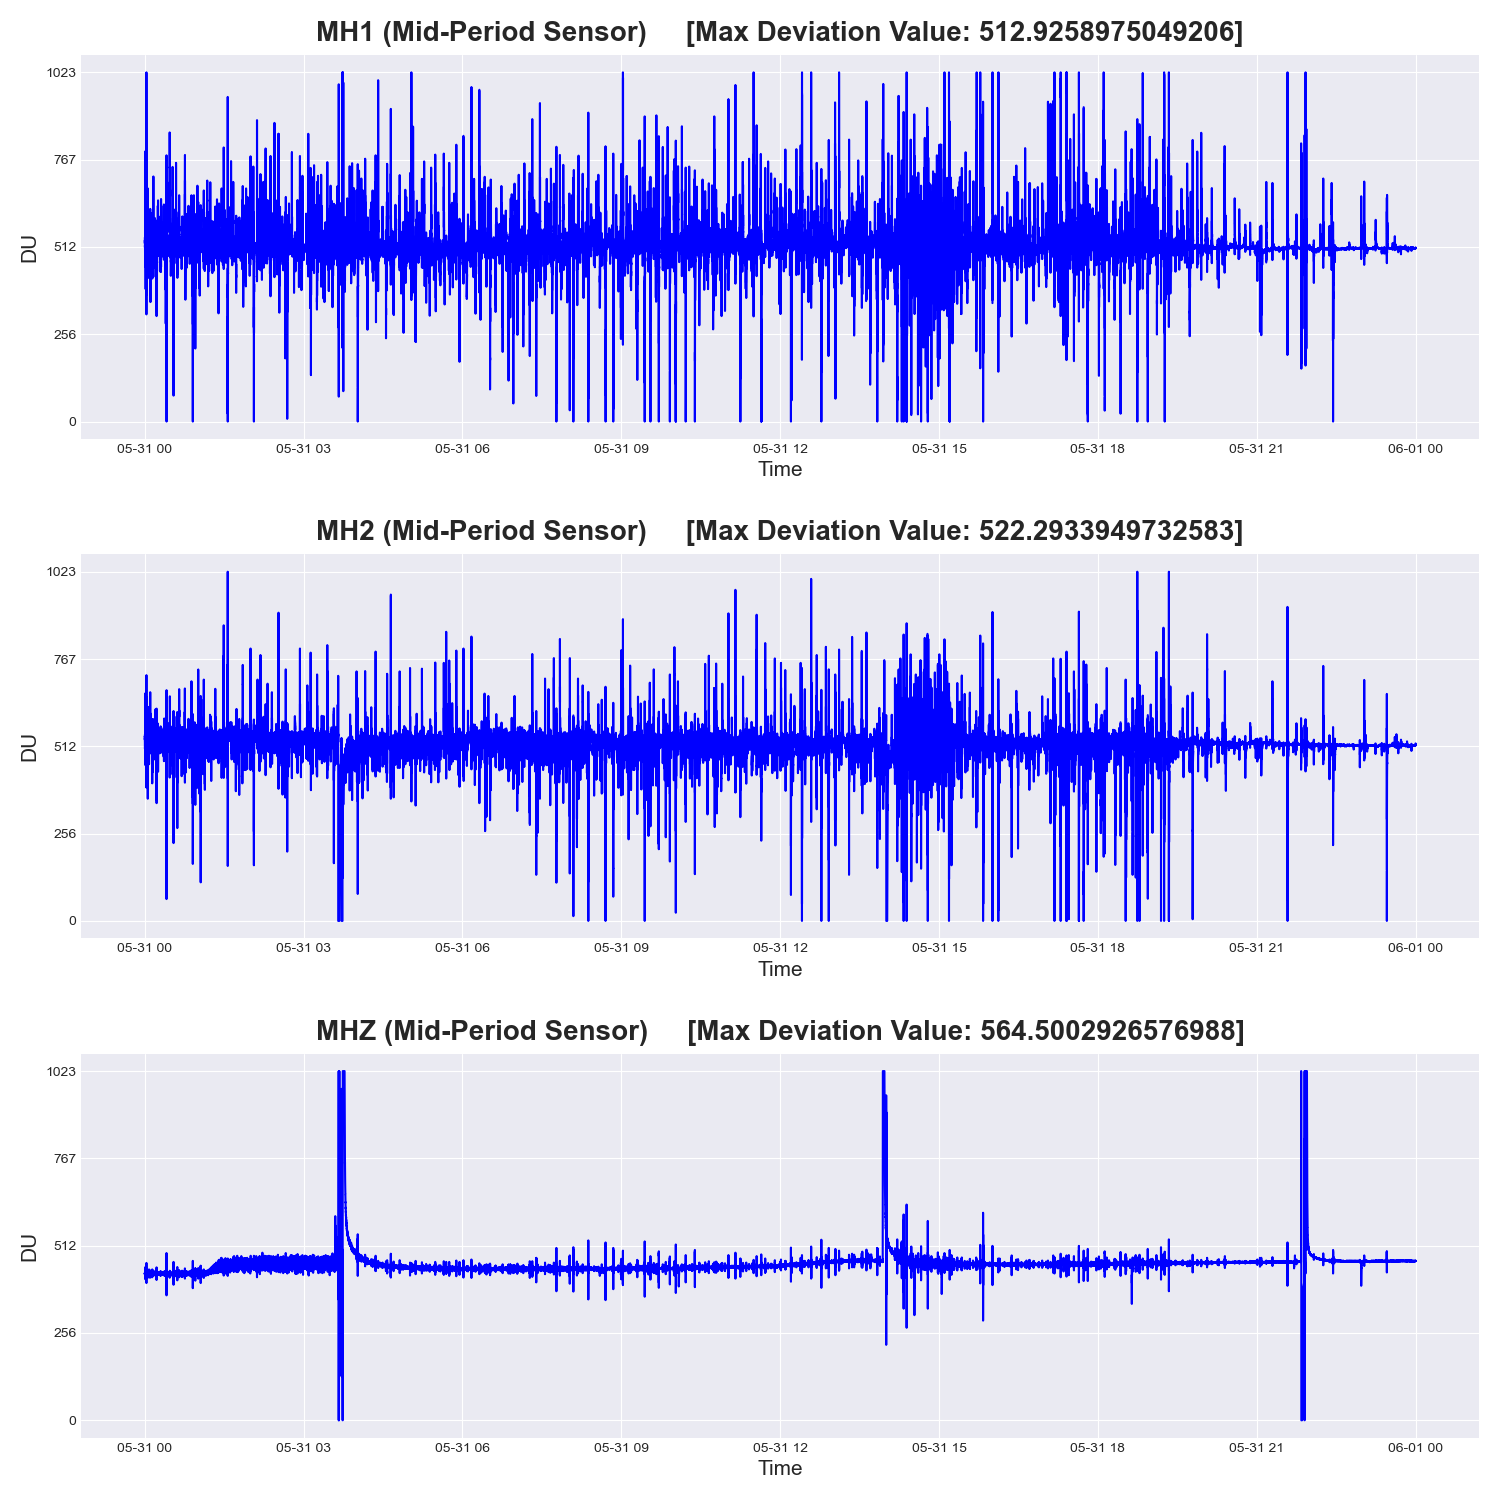 MH1 (Mid-Period Sensor) [Max Deviation Value: 512.9258975049206]
1023
767
512
256
0
DU
05-31 00 05-31 03 05-31 06 05-31 09 05-31 12 05-31 15 05-31 18 05-31 21 06-01 00
Time
MH2 (Mid-Period Sensor) [Max Deviation Value: 522.2933949732583]
1023
767
512
256
0
DU
05-31 00 05-31 03 05-31 06 05-31 09 05-31 12 05-31 15 05-31 18 05-31 21 06-01 00
Time
MHZ (Mid-Period Sensor) [Max Deviation Value: 564.5002926576988]
1023
767
512
256
0
DU
05-31 00 05-31 03 05-31 06 05-31 09 05-31 12 05-31 15 05-31 18 05-31 21 06-01 00
Time